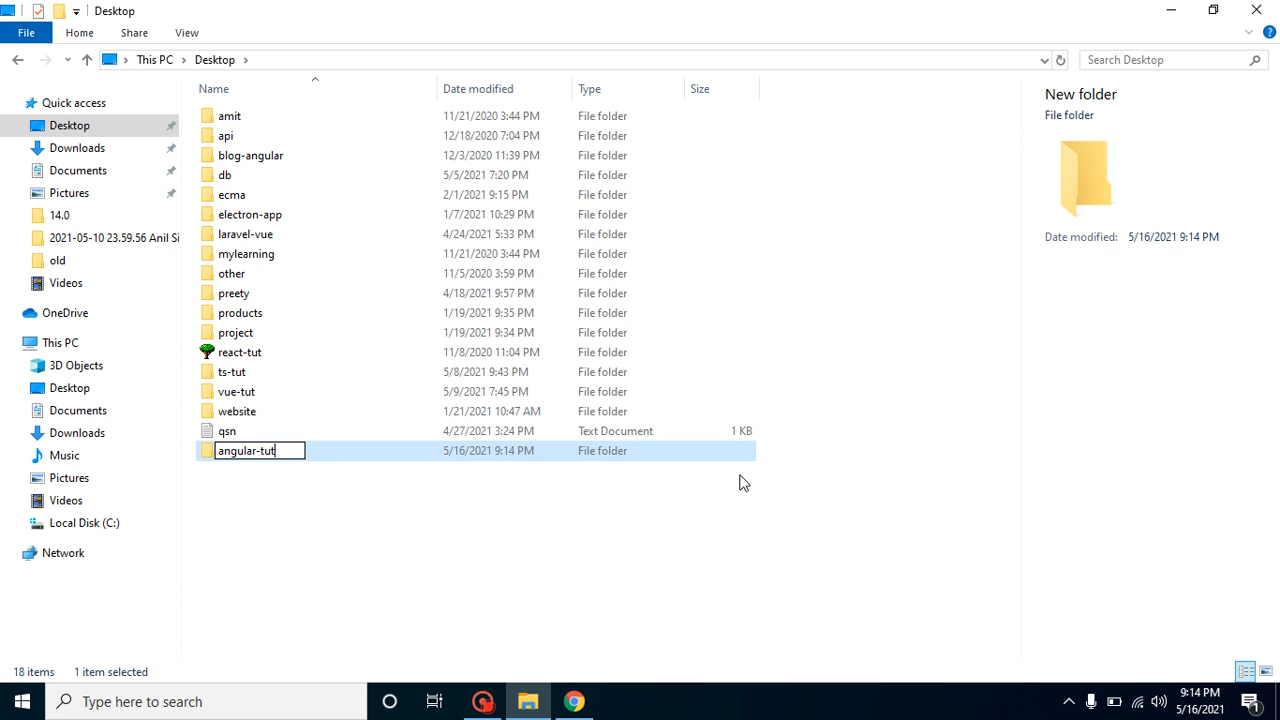 Desktop
File Home Share View
This PC Desktop Search Desktop
Name Date modified Type Size
Quick access
Desktop
Downloads
Documents
Pictures
14.0
2021-05-10 23.59.56 Anil Si
old
Videos
OneDrive
This PC
3D Objects
Desktop
Documents
Downloads
Music
Pictures
Videos
Local Disk (C:)
Network
amit 11/21/2020 3:44 PM File folder
api 12/18/2020 7:04 PM File folder
blog-angular 12/3/2020 11:39 PM File folder
db 5/5/2021 7:20 PM File folder
ecma 2/1/2021 9:15 PM File folder
electron-app 1/7/2021 10:29 PM File folder
laravel-vue 4/24/2021 5:33 PM File folder
mylearning 11/21/2020 3:44 PM File folder
other 11/5/2020 3:59 PM File folder
preety 4/18/2021 9:57 PM File folder
products 1/19/2021 9:35 PM File folder
project 1/19/2021 9:34 PM File folder
react-tut 11/8/2020 11:04 PM File folder
ts-tut 5/8/2021 9:43 PM File folder
vue-tut 5/9/2021 7:45 PM File folder
website 1/21/2021 10:47 AM File folder
qsn 4/27/2021 3:24 PM Text Document 1 KB
angular-tut 5/16/2021 9:14 PM File folder
New folder
File folder
Date modified: 5/16/2021 9:14 PM
18 items 1 item selected
Type here to search
9:14 PM
5/16/2021
1